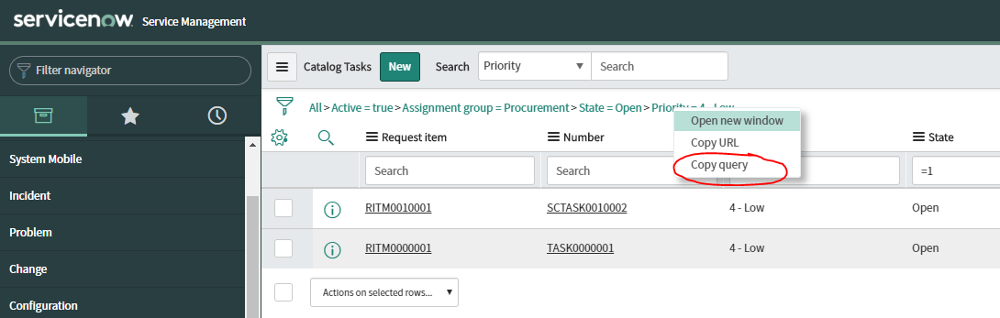 servicenow Service Management
Filter navigator
System Mobile
Incident
Problem
Change
Configuration
Catalog Tasks New Search Priority Search
All > Active = true > Assignment group = Procurement > State = Open > Priority = 4 - Low
Open new window
Copy URL
Copy query
Request item Number State
Search Search =1
RITM0010001 SCTASK0010002 4 - Low Open
RITM0000001 TASK0000001 4 - Low Open
Actions on selected rows...